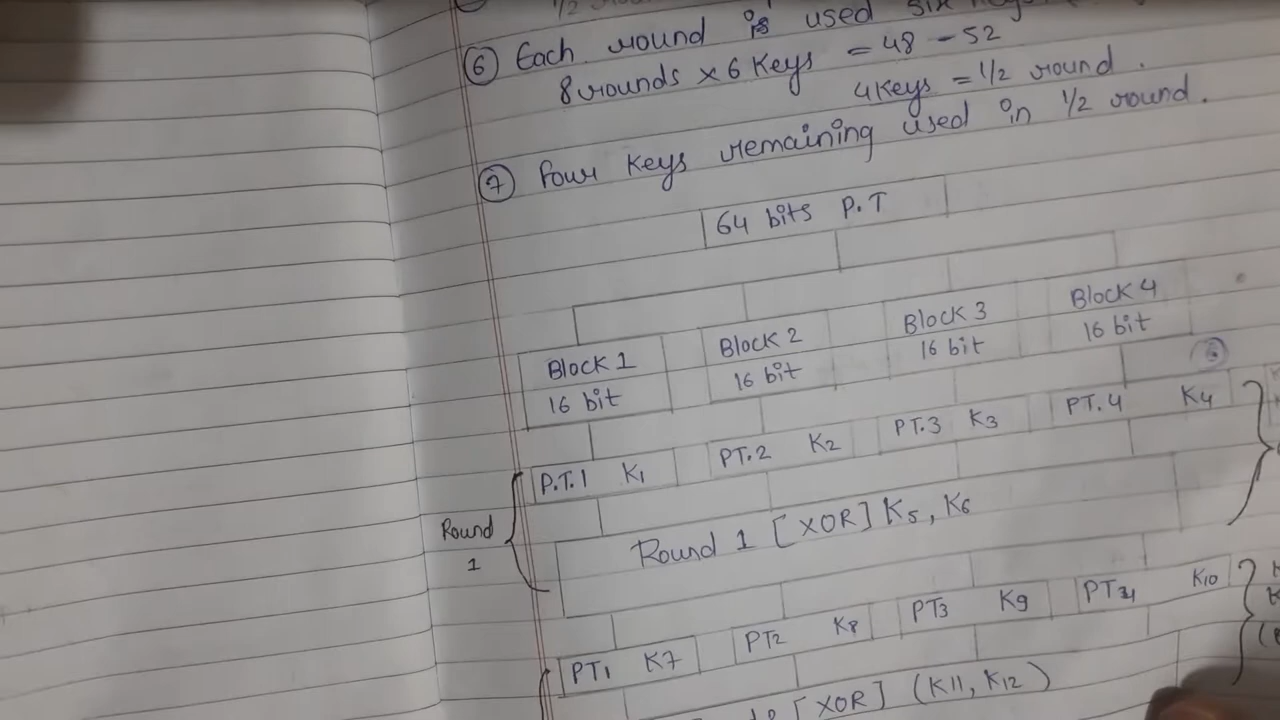 ⑥ Each round is used six keys
8 rounds × 6 Keys = 48 - 52
4 Keys = 1/2 round.
⑦ Four Keys remaining used in 1/2 round.
64 bits P.T
Block 1 Block 2 Block 3 Block 4
16 bit 16 bit 16 bit 16 bit
P.T.1 K1 PT.2 K2 PT.3 K3 PT.4 K4
Round 1
Round 1 [XOR] K5, K6
PT1 K7 PT2 K8 PT3 K9 PT4 K10
[XOR] (K11, K12)